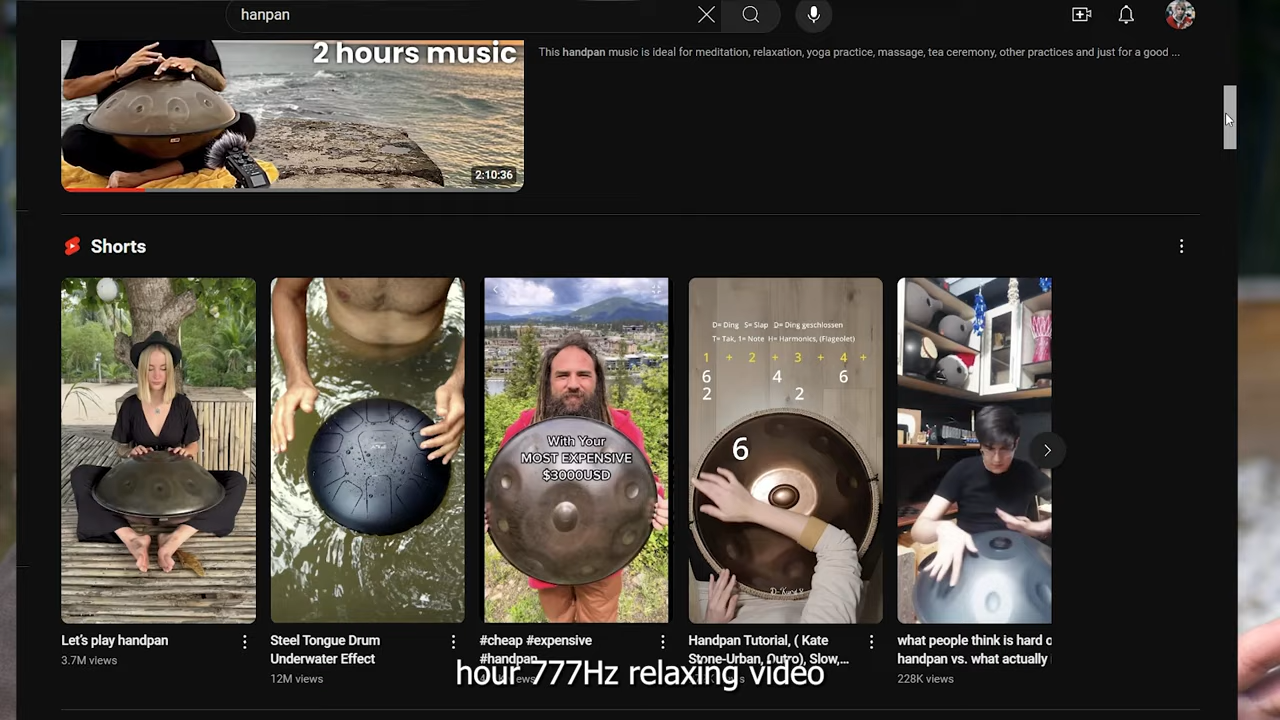 hanpan
2 hours music
This handpan music is ideal for meditation, relaxation, yoga practice, massage, tea ceremony, other practices and just for a good ...
2:10:36
Shorts
With Your
MOST EXPENSIVE
$3000USD
D= Ding S= Slap D= Ding geschlossen
T= Tak, 1= Note H= Harmonics, (Flageolet)
1 + 2 + 3 + 4 +
6 4 6
2 2
6
Let's play handpan
3.7M views
Steel Tongue Drum
Underwater Effect
12M views
#cheap #expensive
#handpan
Handpan Tutorial, ( Kate
Stone-Urban, Outro), Slow,...
what people think is hard o
handpan vs. what actually
228K views
hour 777Hz relaxing video